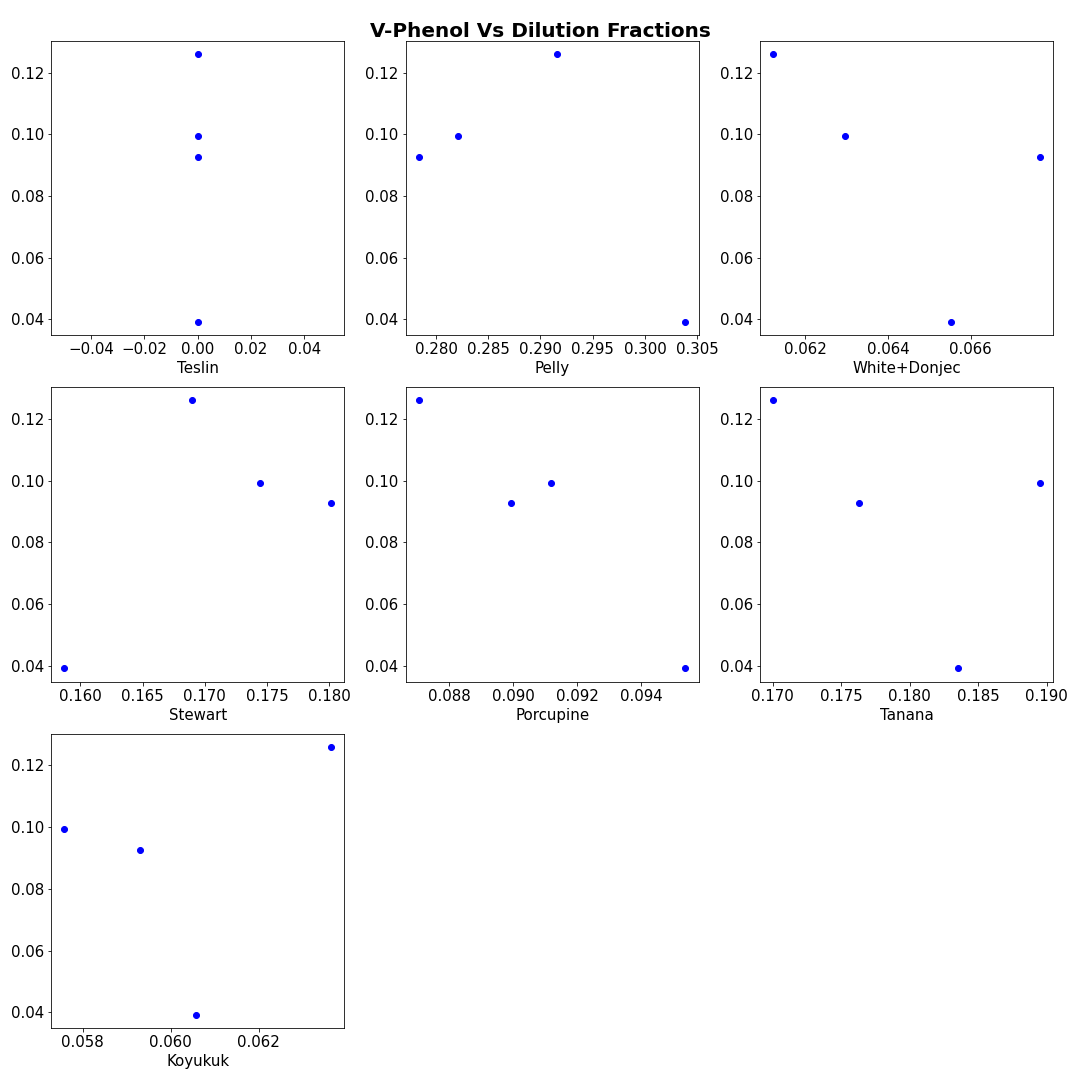 V-Phenol Vs Dilution Fractions
0.12
0.10
0.08
0.06
0.04
−0.04 −0.02 0.00 0.02 0.04
Teslin
0.12
0.10
0.08
0.06
0.04
0.280 0.285 0.290 0.295 0.300 0.305
Pelly
0.12
0.10
0.08
0.06
0.04
0.062 0.064 0.066
White+Donjec
0.12
0.10
0.08
0.06
0.04
0.160 0.165 0.170 0.175 0.180
Stewart
0.12
0.10
0.08
0.06
0.04
0.088 0.090 0.092 0.094
Porcupine
0.12
0.10
0.08
0.06
0.04
0.170 0.175 0.180 0.185 0.190
Tanana
0.12
0.10
0.08
0.06
0.04
0.058 0.060 0.062
Koyukuk